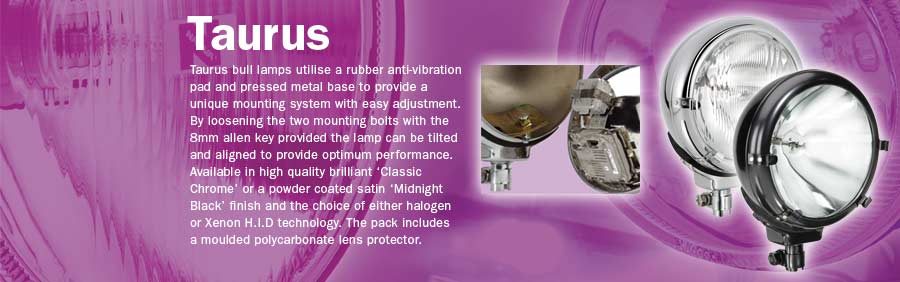 Taurus
Taurus bull lamps utilise a rubber anti-vibration
pad and pressed metal base to provide a
unique mounting system with easy adjustment.
By loosening the two mounting bolts with the
8mm allen key provided the lamp can be tilted
and aligned to provide optimum performance.
Available in high quality brilliant ‘Classic
Chrome’ or a powder coated satin ‘Midnight
Black’ finish and the choice of either halogen
or Xenon H.I.D technology. The pack includes
a moulded polycarbonate lens protector.